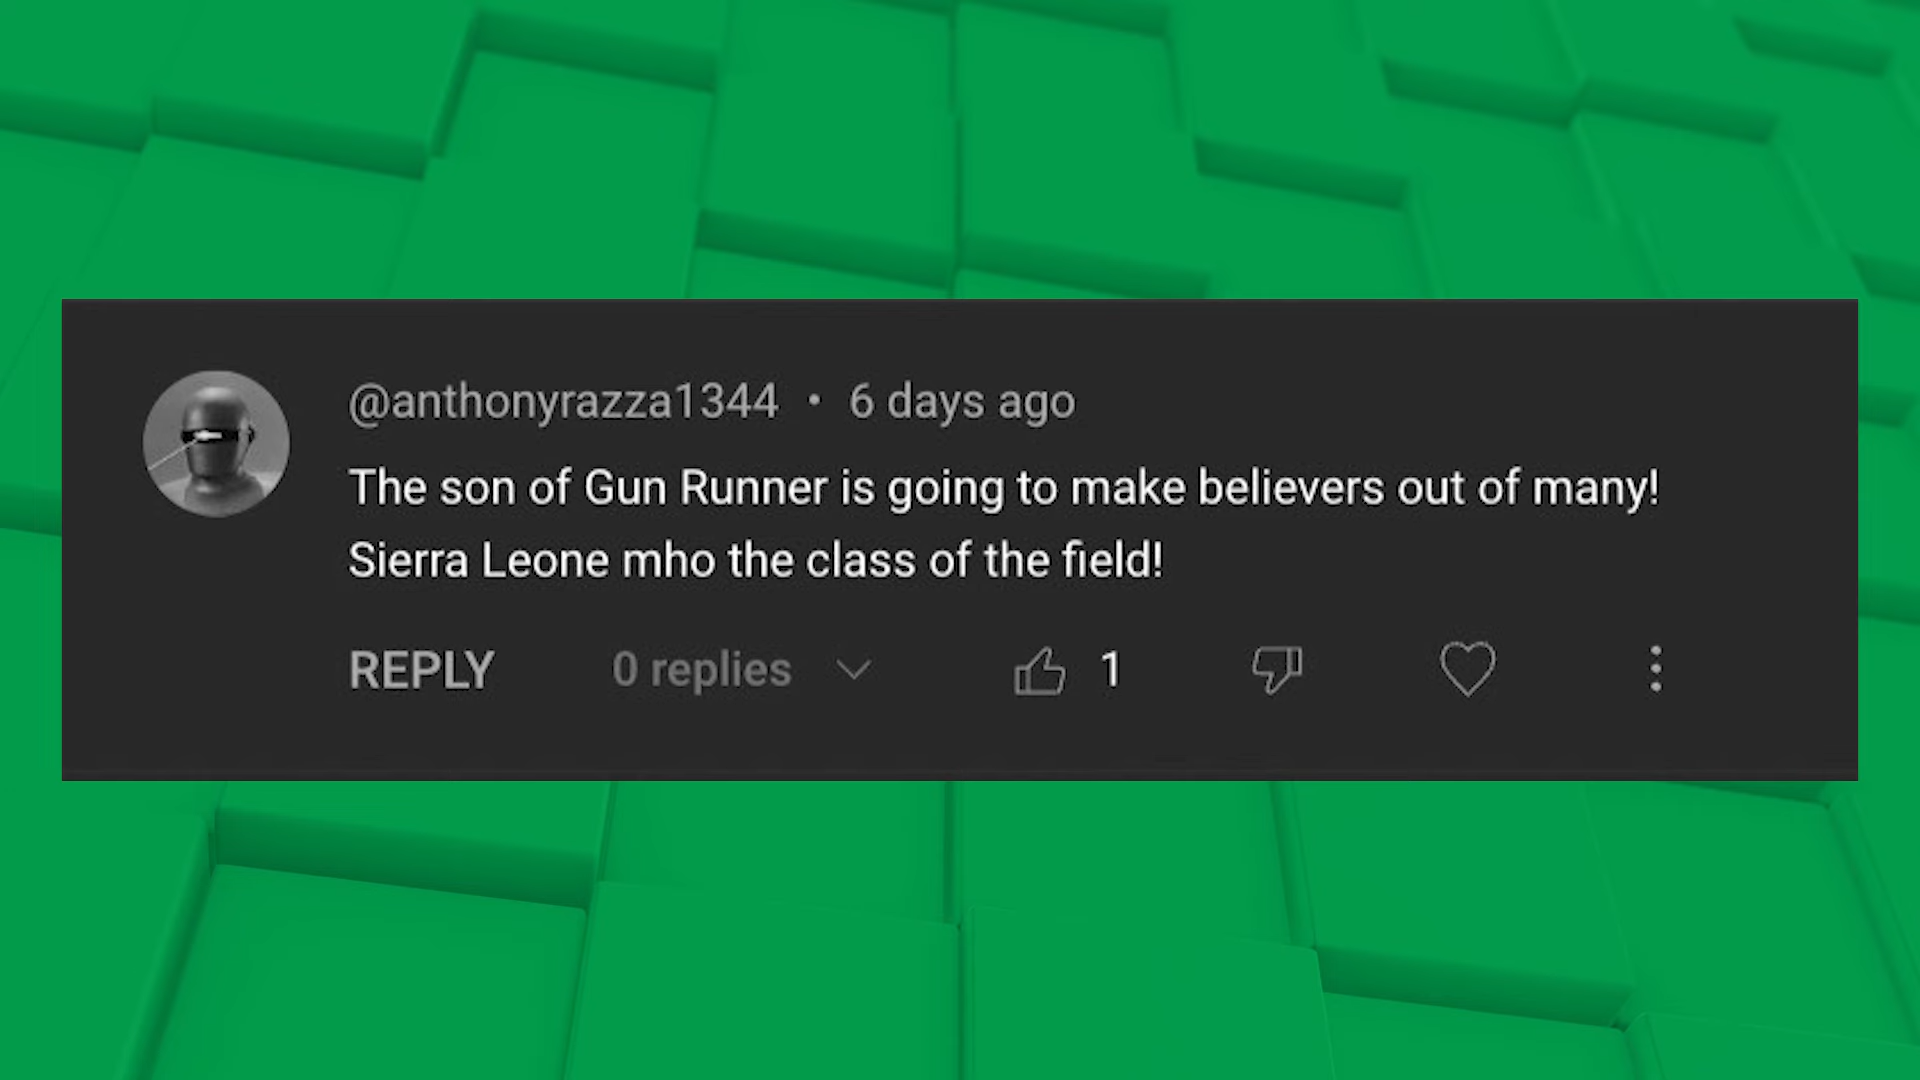 @anthonyrazza1344 • 6 days ago
The son of Gun Runner is going to make believers out of many!
Sierra Leone mho the class of the field!
REPLY 0 replies 1